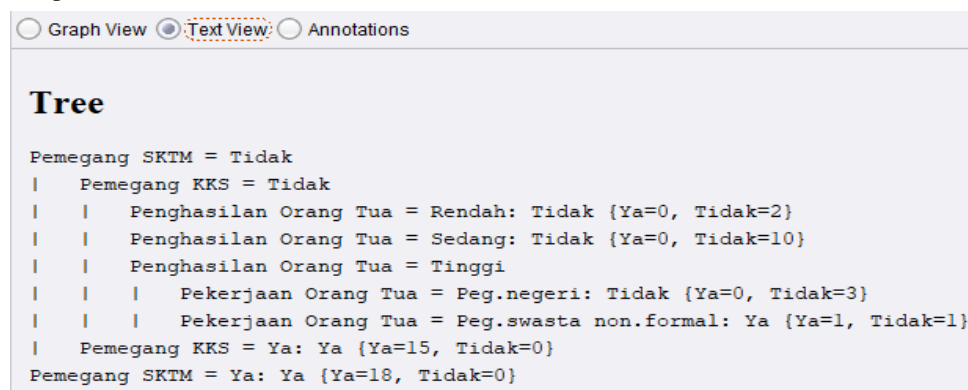 Graph View Text View Annotations
Tree
Pemegang SKTM = Tidak
| Pemegang KKS = Tidak
| | Penghasilan Orang Tua = Rendah: Tidak {Ya=0, Tidak=2}
| | Penghasilan Orang Tua = Sedang: Tidak {Ya=0, Tidak=10}
| | Penghasilan Orang Tua = Tinggi
| | | Pekerjaan Orang Tua = Peg.negeri: Tidak {Ya=0, Tidak=3}
| | | Pekerjaan Orang Tua = Peg.swasta non.formal: Ya {Ya=1, Tidak=1}
| Pemegang KKS = Ya: Ya {Ya=15, Tidak=0}
Pemegang SKTM = Ya: Ya {Ya=18, Tidak=0}